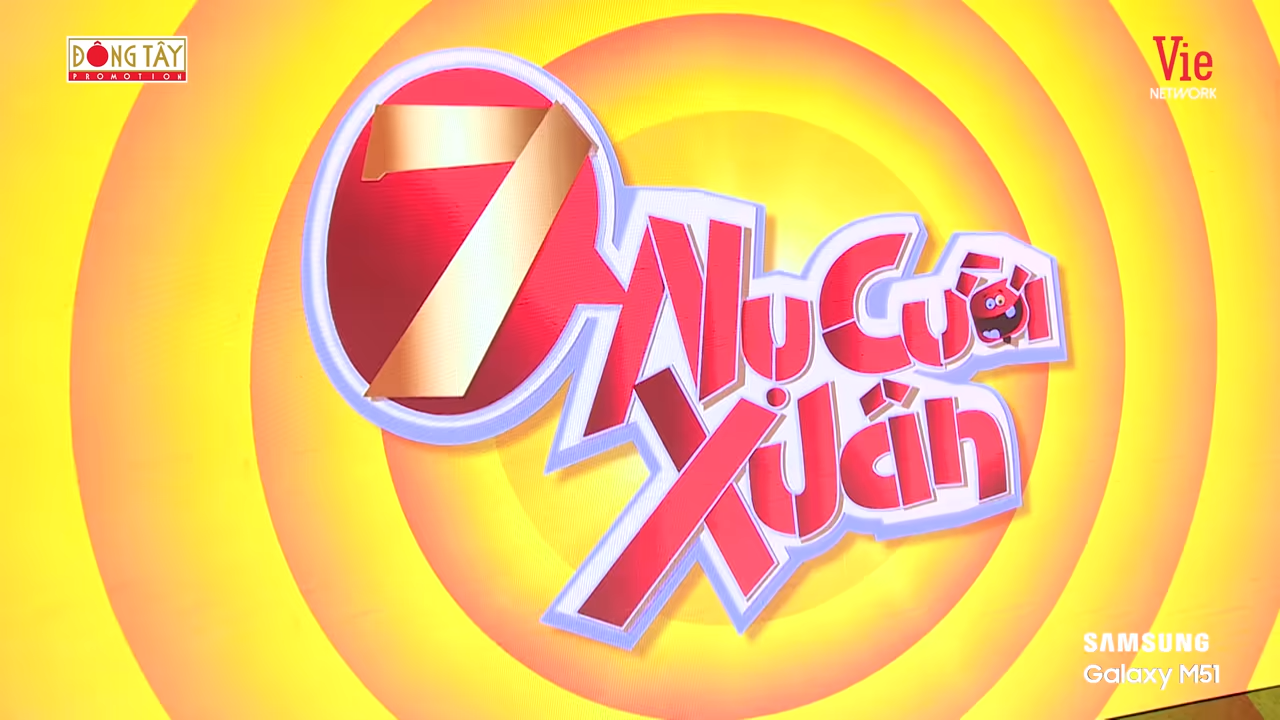 ĐÔNG TÂY
PROMOTION
Vie
NETWORK
7
Nụ Cười
Xuân
SAMSUNG
Galaxy M51